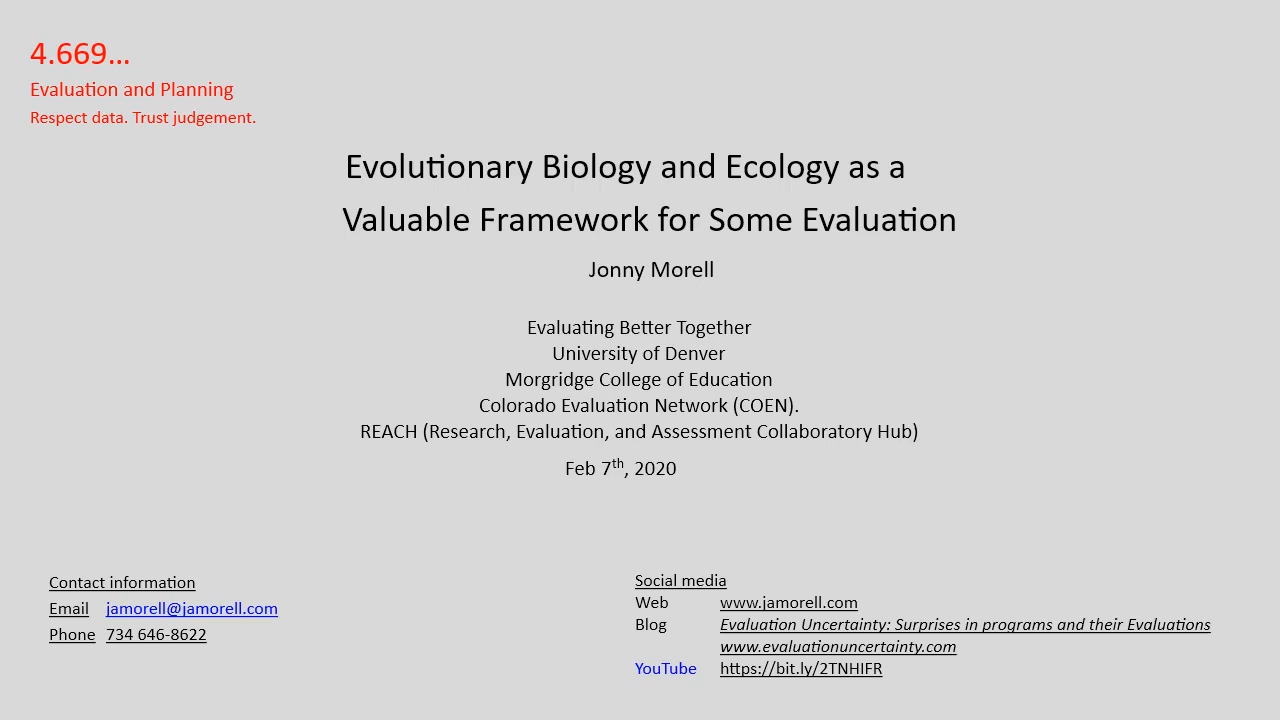 4.669...
Evaluation and Planning
Respect data. Trust judgement.
Evolutionary Biology and Ecology as a
Valuable Framework for Some Evaluation
Jonny Morell
Evaluating Better Together
University of Denver
Morgridge College of Education
Colorado Evaluation Network (COEN).
REACH (Research, Evaluation, and Assessment Collaboratory Hub)
Feb 7th, 2020
Contact information
Email jamorell@jamorell.com
Phone 734 646-8622
Social media
Web www.jamorell.com
Blog Evaluation Uncertainty: Surprises in programs and their Evaluations
www.evaluationuncertainty.com
YouTube https://bit.ly/2TNHIFR